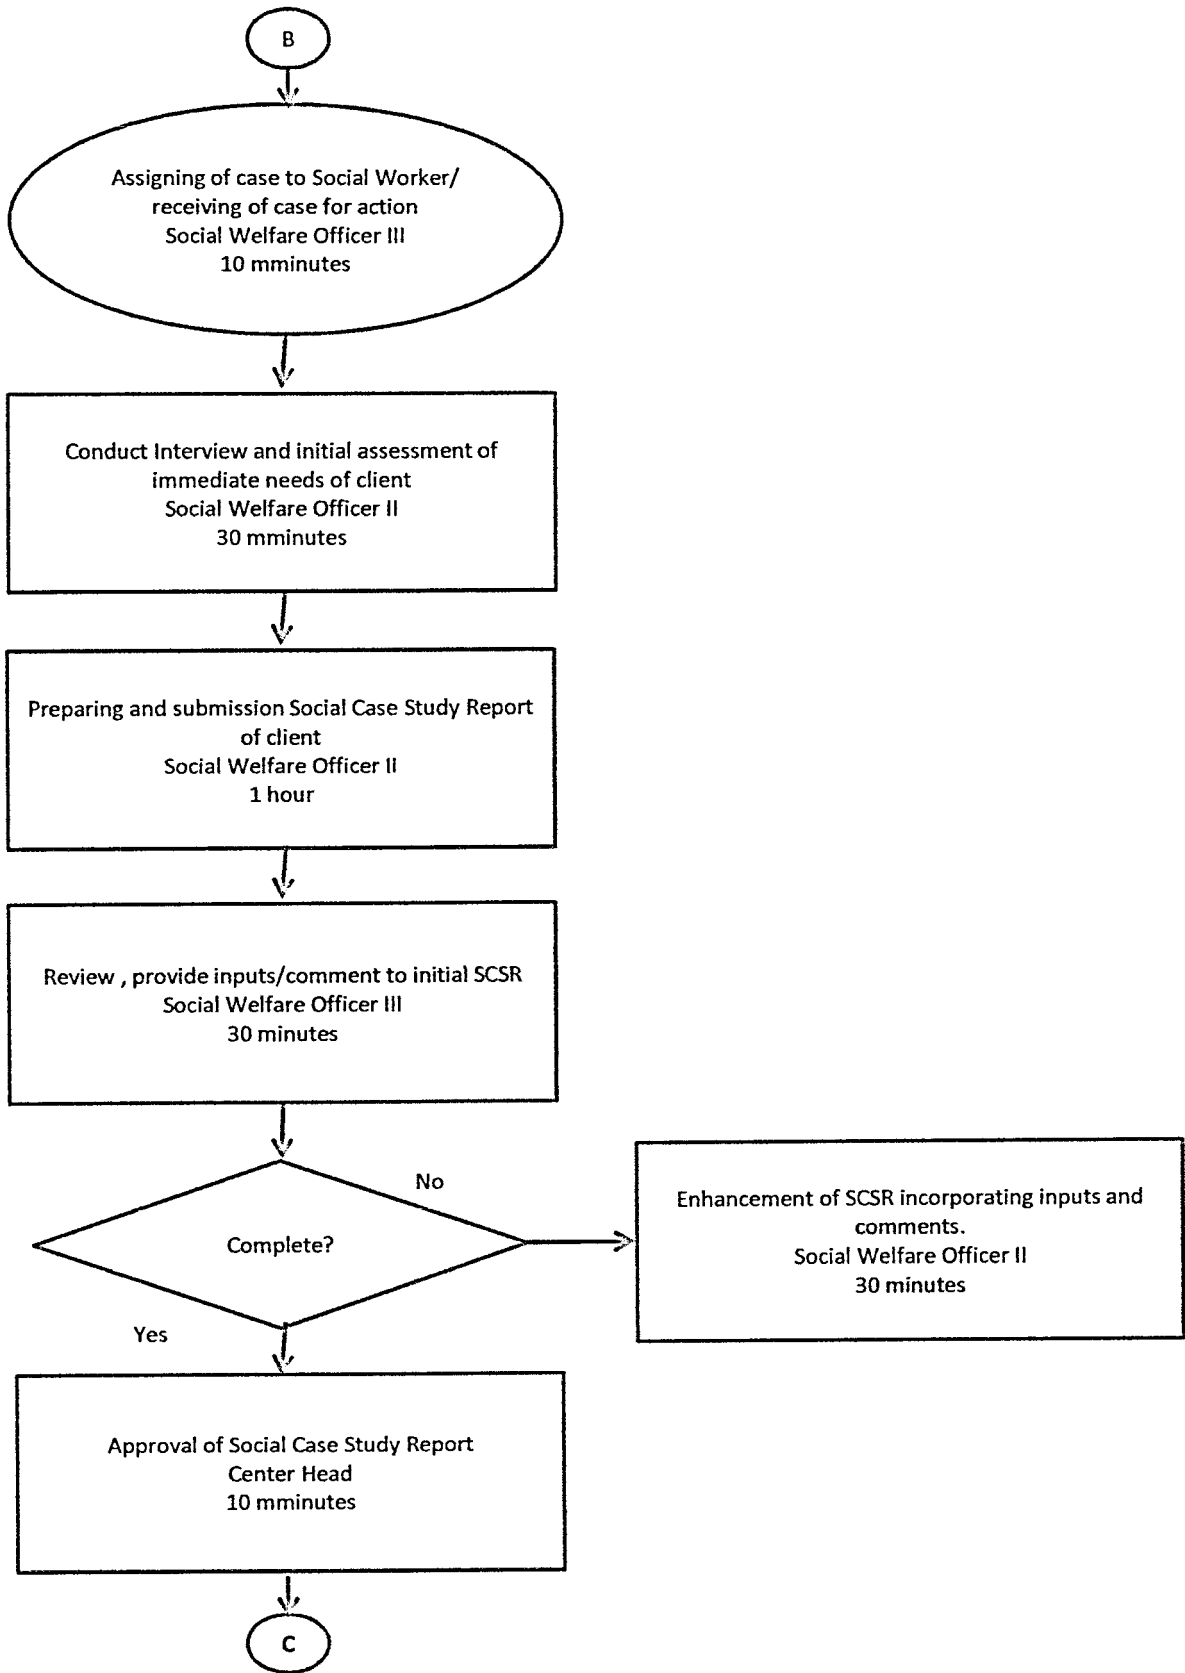 B
Assigning of case to Social Worker/
receiving of case for action
Social Welfare Officer III
10 mminutes
Conduct Interview and initial assessment of
immediate needs of client
Social Welfare Officer II
30 mminutes
Preparing and submission Social Case Study Report
of client
Social Welfare Officer II
1 hour
Review , provide inputs/comment to initial SCSR
Social Welfare Officer III
30 minutes
No
Complete?
Enhancement of SCSR incorporating inputs and
comments.
Social Welfare Officer II
30 minutes
Yes
Approval of Social Case Study Report
Center Head
10 mminutes
C